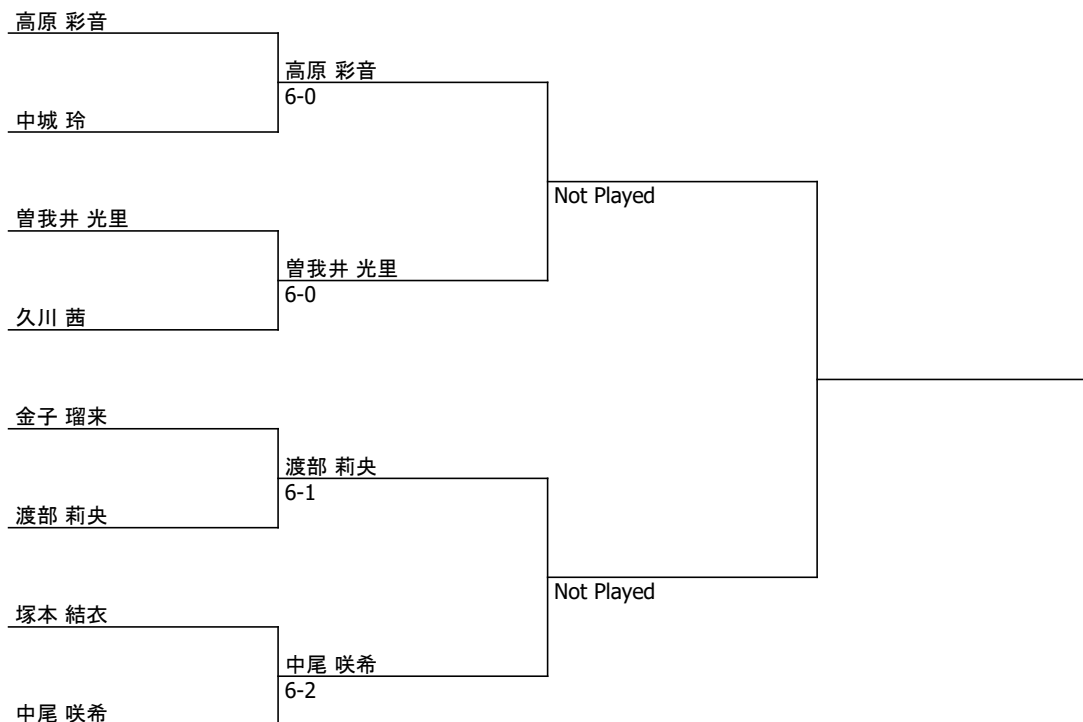 高原 彩音
高原 彩音
6-0
中城 玲
Not Played
曽我井 光里
曽我井 光里
6-0
久川 茜
金子 瑠来
渡部 莉央
6-1
渡部 莉央
Not Played
塚本 結衣
中尾 咲希
6-2
中尾 咲希